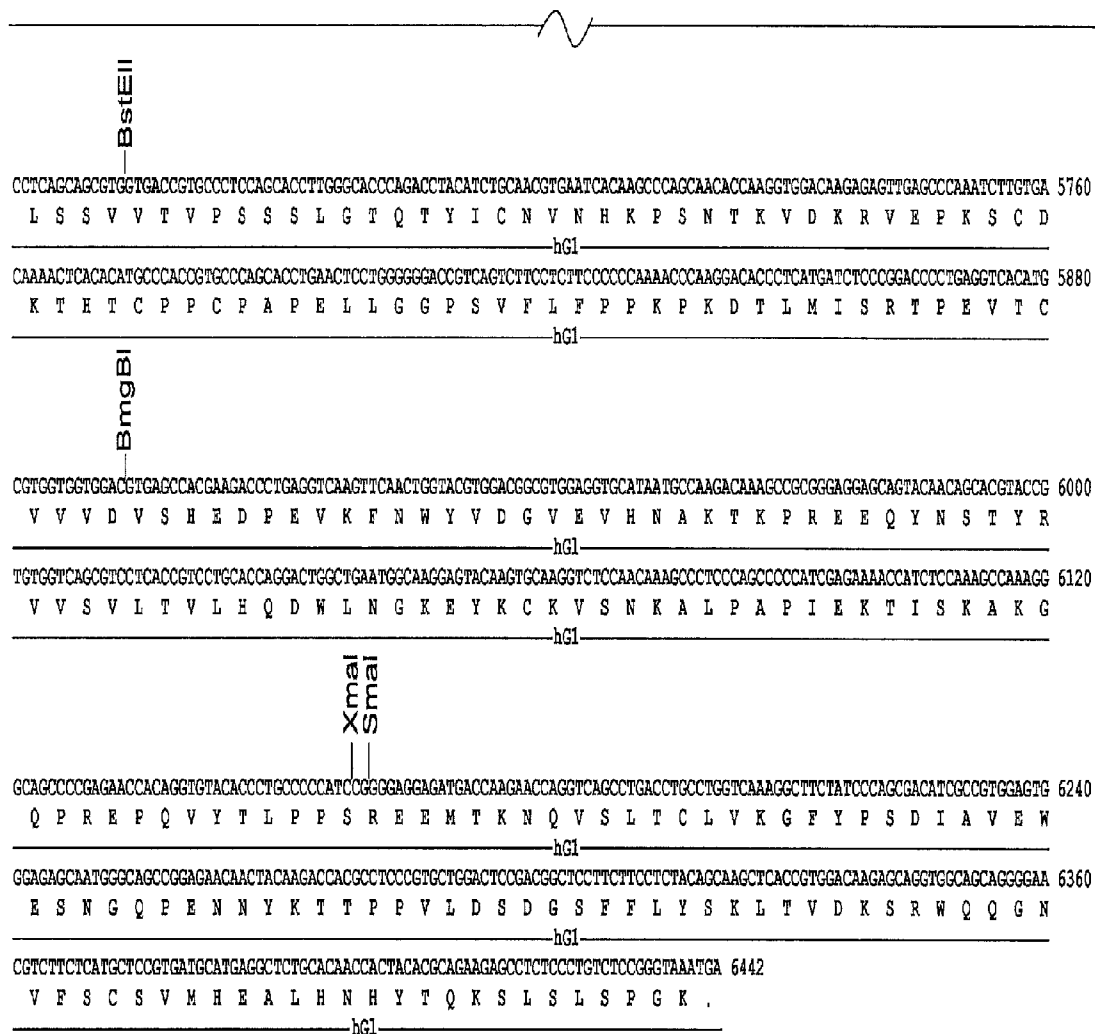 BstEII
CCTCAGCAGCGTGGTGACCGTGCCCTCCAGCAGCTTGGGCACCCAGACCTACATCTGCAACGTGAATCACAAGCCCAGCAACACCAAGGTGGACAAGAGAGTTGAGCCCAAATCTTGTGA 5760
L S S V V T V P S S S L G T Q T Y I C N V N H K P S N T K V D K R V E P K S C D
hG1
CAAAACTCACACATGCCCACCGTGCCCAGCACCTGAACTCCTGGGGGGACCGTCAGTCTTCCTCTTCCCCCCAAAACCCAAGGACACCCTCATGATCTCCCGGACCCCTGAGGTCACATG 5880
K T H T C P P C P A P E L L G G P S V F L F P P K P K D T L M I S R T P E V T C
hG1
BmgBI
CGTGGTGGTGGACGTGAGCCACGAAGACCCTGAGGTCAAGTTCAACTGGTACGTGGACGGCGTGGAGGTGCATAATGCCAAGACAAAGCCGCGGGAGGAGCAGTACAACAGCACGTACCG 6000
V V V D V S H E D P E V K F N W Y V D G V E V H N A K T K P R E E Q Y N S T Y R
hG1
TGTGGTCAGCGTCCTCACCGTCCTGCACCAGGACTGGCTGAATGGCAAGGAGTACAAGTGCAAGGTCTCCAACAAAGCCCTCCCAGCCCCCATCGAGAAAACCATCTCCAAAGCCAAAGG 6120
V V S V L T V L H Q D W L N G K E Y K C K V S N K A L P A P I E K T I S K A K G
hG1
XmaI SmaI
GCAGCCCCGAGAACCACAGGTGTACACCCTGCCCCCATCCCGGGAGGAGATGACCAAGAACCAGGTCAGCCTGACCTGCCTGGTCAAAGGCTTCTATCCCAGCGACATCGCCGTGGAGTG 6240
Q P R E P Q V Y T L P P S R E E M T K N Q V S L T C L V K G F Y P S D I A V E W
hG1
GGAGAGCAATGGGCAGCCGGAGAACAACTACAAGACCACGCCTCCCGTGCTGGACTCCGACGGCTCCTTCTTCCTCTACAGCAAGCTCACCGTGGACAAGAGCAGGTGGCAGCAGGGGAA 6360
E S N G Q P E N N Y K T T P P V L D S D G S F F L Y S K L T V D K S R W Q Q G N
hG1
CGTCTTCTCATGCTCCGTGATGCATGAGGCTCTGCACAACCACTACACGCAGAAGAGCCTCTCCCTGTCTCCGGGTAAATGA 6442
V F S C S V M H E A L H N H Y T Q K S L S L S P G K .
hG1